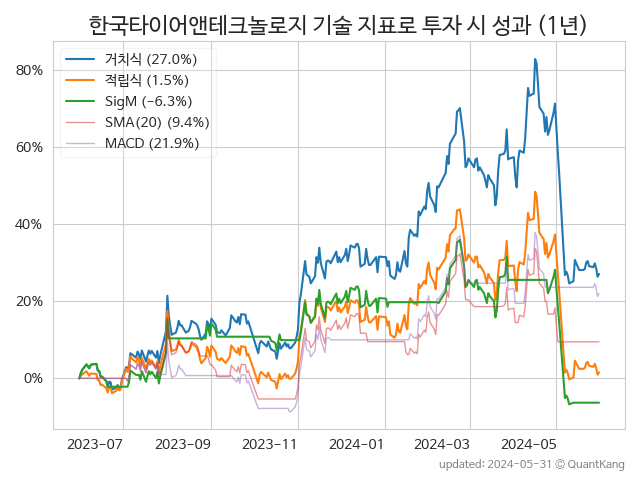 한국타이어앤테크놀로지 기술 지표로 투자 시 성과 (1년)
거치식 (27.0%)
적립식 (1.5%)
SigM (−6.3%)
SMA(20) (9.4%)
MACD (21.9%)
80%
60%
40%
20%
0%
2023-07 2023-09 2023-11 2024-01 2024-03 2024-05
updated: 2024-05-31 © QuantKang